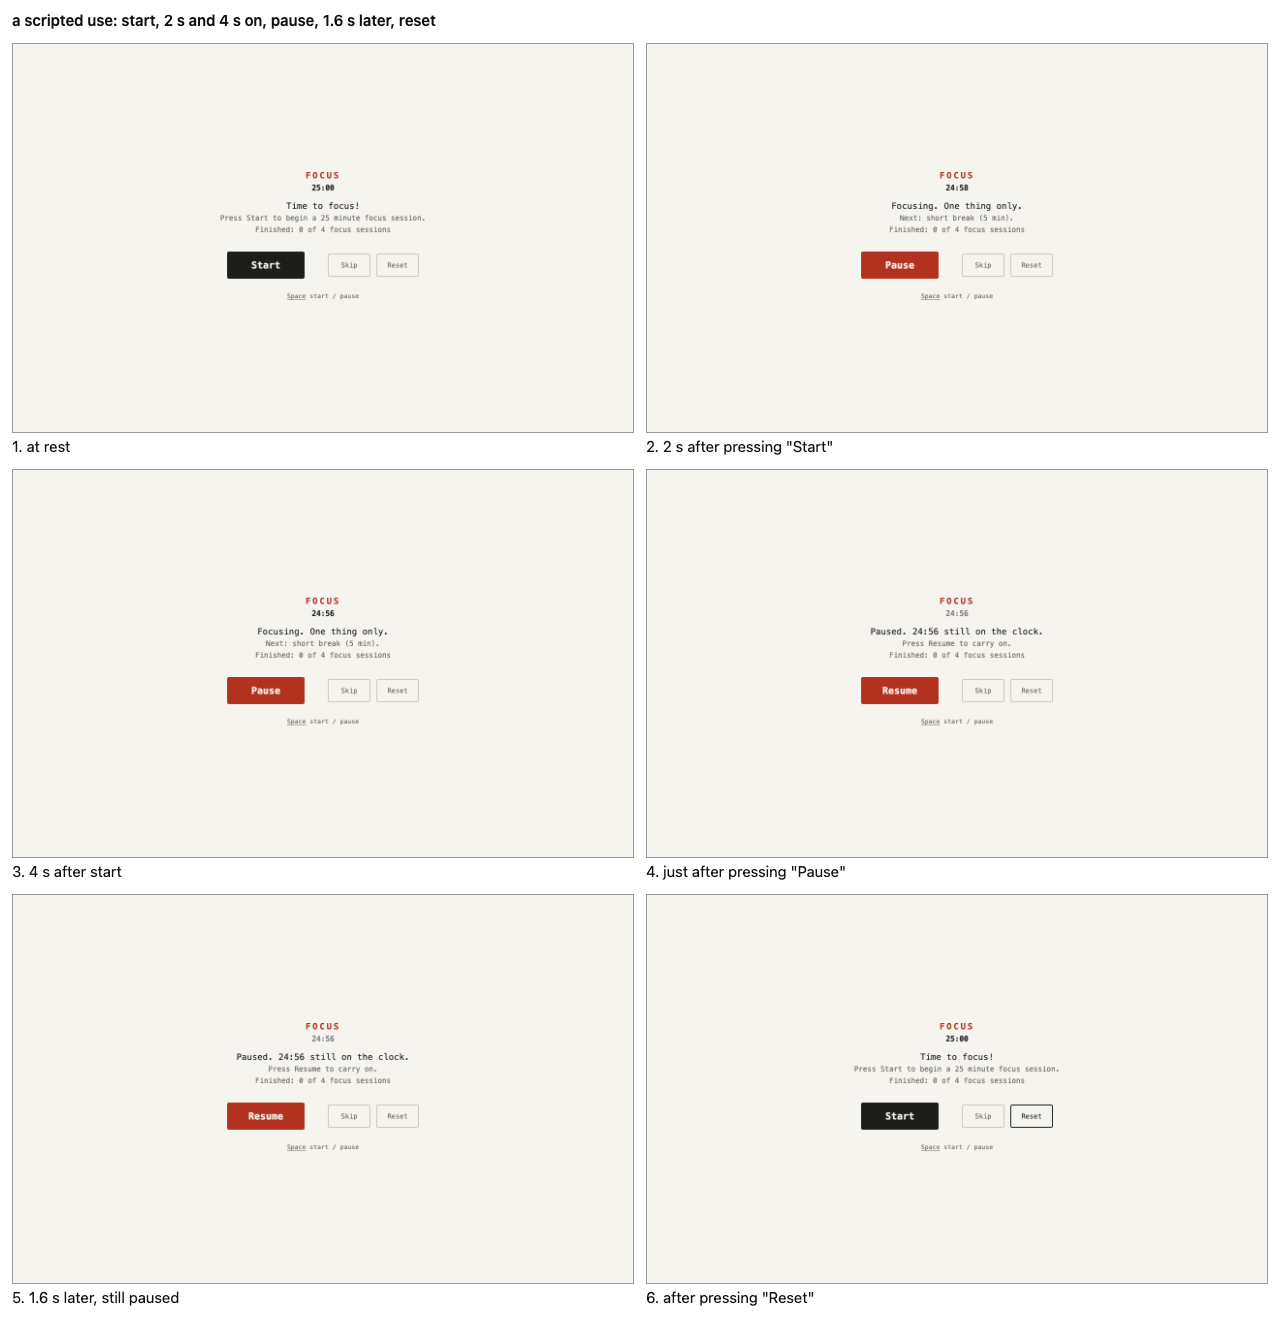 a scripted use: start, 2 s and 4 s on, pause, 1.6 s later, reset
FOCUS
25:00
Time to focus!
Press Start to begin a 25 minute focus session.
Finished: 0 of 4 focus sessions
Start Skip Reset
Space start / pause
1. at rest
FOCUS
24:58
Focusing. One thing only.
Next: short break (5 min).
Finished: 0 of 4 focus sessions
Pause Skip Reset
Space start / pause
2. 2 s after pressing "Start"
FOCUS
24:56
Focusing. One thing only.
Next: short break (5 min).
Finished: 0 of 4 focus sessions
Pause Skip Reset
Space start / pause
3. 4 s after start
FOCUS
24:56
Paused. 24:56 still on the clock.
Press Resume to carry on.
Finished: 0 of 4 focus sessions
Resume Skip Reset
Space start / pause
4. just after pressing "Pause"
FOCUS
24:56
Paused. 24:56 still on the clock.
Press Resume to carry on.
Finished: 0 of 4 focus sessions
Resume Skip Reset
Space start / pause
5. 1.6 s later, still paused
FOCUS
25:00
Time to focus!
Press Start to begin a 25 minute focus session.
Finished: 0 of 4 focus sessions
Start Skip Reset
Space start / pause
6. after pressing "Reset"